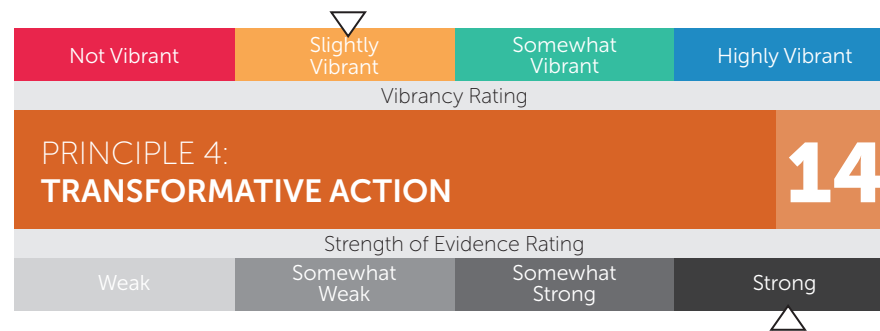 Not Vibrant
Slightly
Vibrant
Somewhat
Vibrant
Highly Vibrant
Vibrancy Rating
PRINCIPLE 4:
TRANSFORMATIVE ACTION
14
Strength of Evidence Rating
Weak
Somewhat
Weak
Somewhat
Strong
Strong